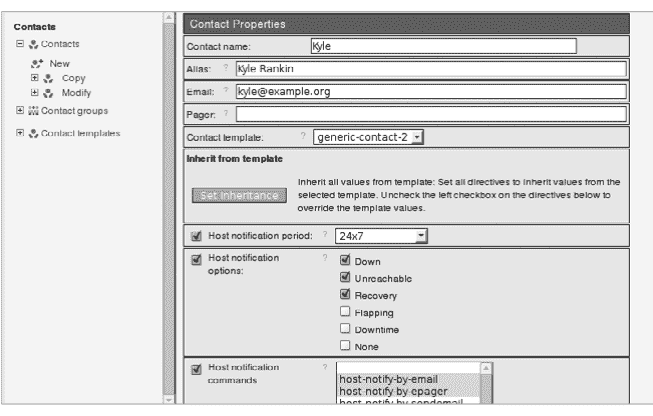 Contacts
Contacts
New
Copy
Modify
Contact groups
Contact templates
Contact Properties
Contact name: Kyle
Alias: ? Kyle Rankin
Email: ? kyle@example.org
Pager: ?
Contact template: ? generic-contact-2
Inherit from template
Set Inheritance
Inherit all values from template: Set all directives to inherit values from the
selected template. Uncheck the left checkbox on the directives below to
override the template values.
Host notification period: ? 24x7
Host notification options: ?
Down
Unreachable
Recovery
Flapping
Downtime
None
Host notification commands ?
host-notify-by-email
host-notify-by-epager
host-notify-by-sendemail